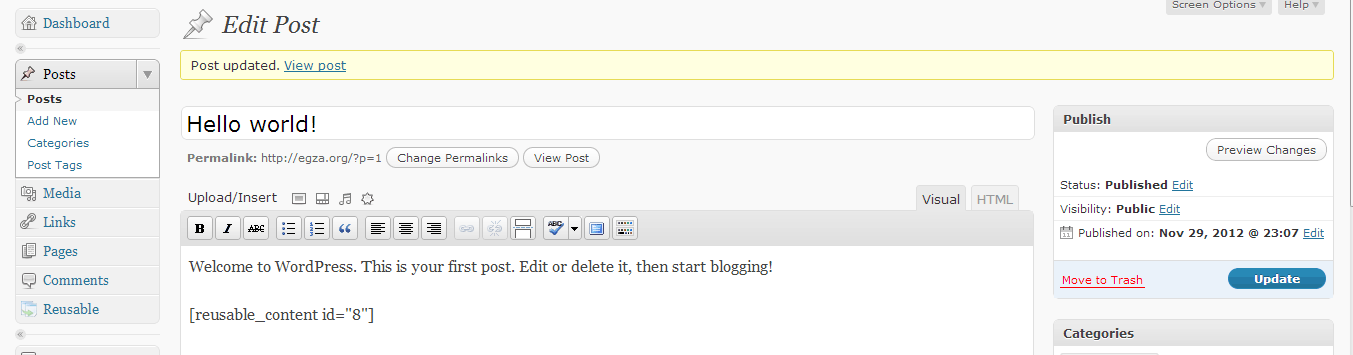 Dashboard
Posts
Posts
Add New
Categories
Post Tags
Media
Links
Pages
Comments
Reusable
Screen Options
Help
Edit Post
Post updated. View post
Hello world!
Permalink: http://egza.org/?p=1 Change Permalinks View Post
Upload/Insert
Visual HTML
B I ABC
ABC
Welcome to WordPress. This is your first post. Edit or delete it, then start blogging!
[reusable_content id="8"]
Publish
Preview Changes
Status: Published Edit
Visibility: Public Edit
Published on: Nov 29, 2012 @ 23:07 Edit
Move to Trash
Update
Categories